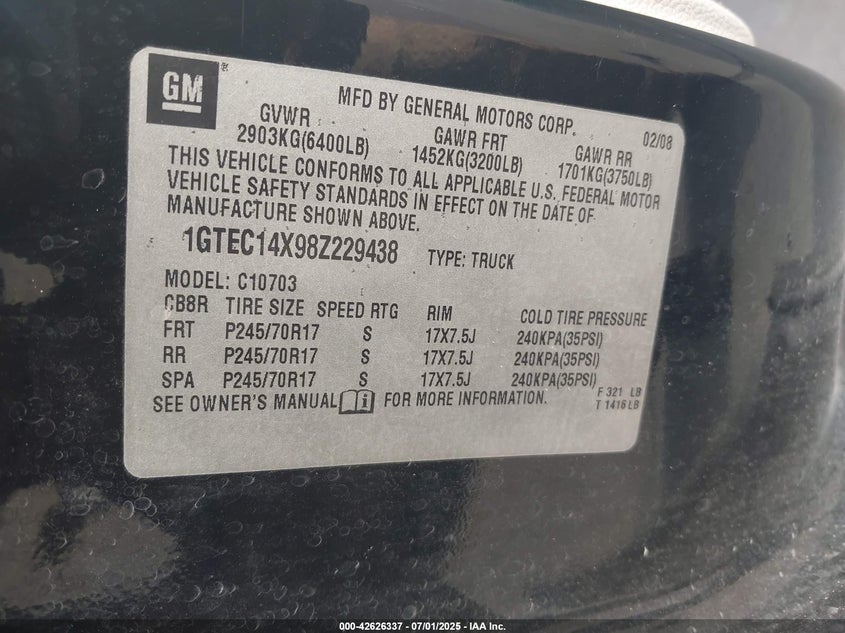 GM
MFD BY GENERAL MOTORS CORP. 02/08
GVWR GAWR FRT GAWR RR
2903KG(6400LB) 1452KG(3200LB) 1701KG(3750LB)
THIS VEHICLE CONFORMS TO ALL APPLICABLE U.S. FEDERAL MOTOR
VEHICLE SAFETY STANDARDS IN EFFECT ON THE DATE OF
MANUFACTURE SHOWN ABOVE.
1GTEC14X98Z229438 TYPE: TRUCK
MODEL: C10703
CB8R TIRE SIZE SPEED RTG RIM COLD TIRE PRESSURE
FRT P245/70R17 S 17X7.5J 240KPA(35PSI)
RR P245/70R17 S 17X7.5J 240KPA(35PSI)
SPA P245/70R17 S 17X7.5J 240KPA(35PSI)
SEE OWNER'S MANUAL i FOR MORE INFORMATION.
F 321 LB
T 1416 LB
000-42626337 - 07/01/2025 - IAA Inc.